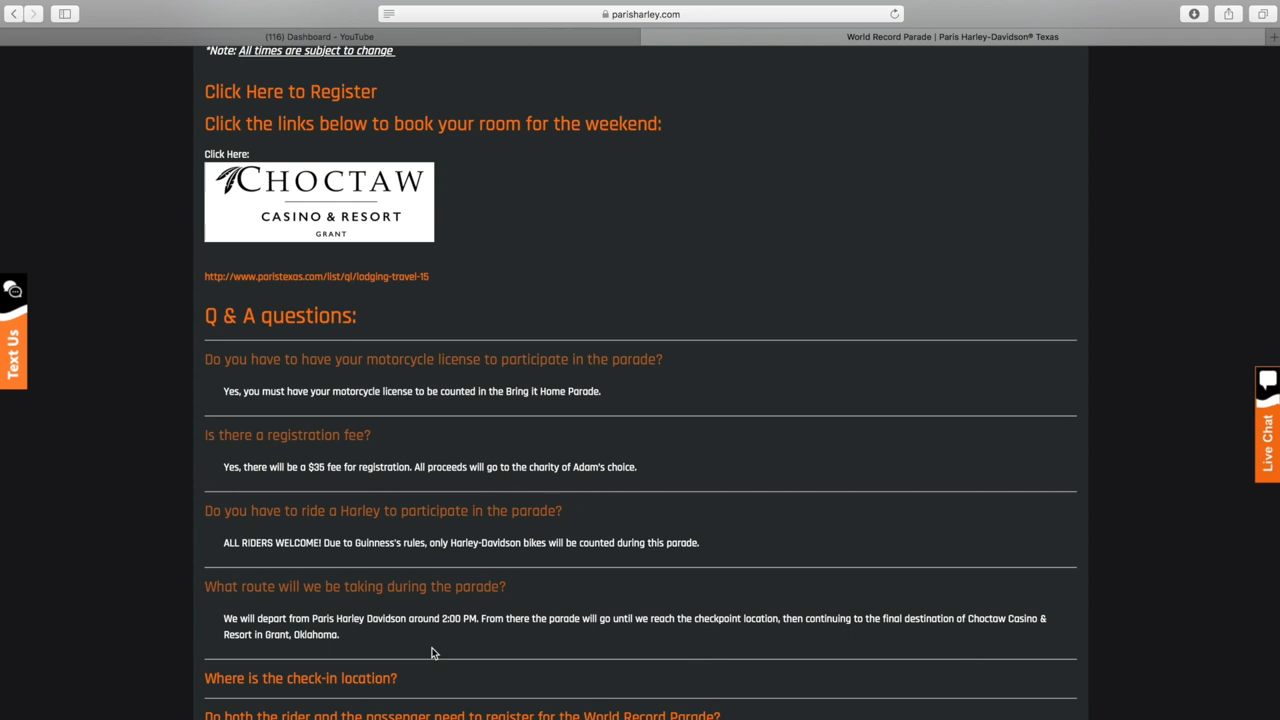 parisharley.com
(116) Dashboard - YouTube
World Record Parade | Paris Harley-Davidson® Texas
*Note: All times are subject to change
Click Here to Register
Click the links below to book your room for the weekend:
Click Here:
CHOCTAW
CASINO & RESORT
GRANT
http://www.paristexas.com/list/ql/lodging-travel-15
Q & A questions:
Do you have to have your motorcycle license to participate in the parade?
Yes, you must have your motorcycle license to be counted in the Bring it Home Parade.
Is there a registration fee?
Yes, there will be a $35 fee for registration. All proceeds will go to the charity of Adam's choice.
Do you have to ride a Harley to participate in the parade?
ALL RIDERS WELCOME! Due to Guinness's rules, only Harley-Davidson bikes will be counted during this parade.
What route will we be taking during the parade?
We will depart from Paris Harley Davidson around 2:00 PM. From there the parade will go until we reach the checkpoint location, then continuing to the final destination of Choctaw Casino &
Resort in Grant, Oklahoma.
Where is the check-in location?
Do both the rider and the passenger need to register for the World Record Parade?
Text Us
Live Chat